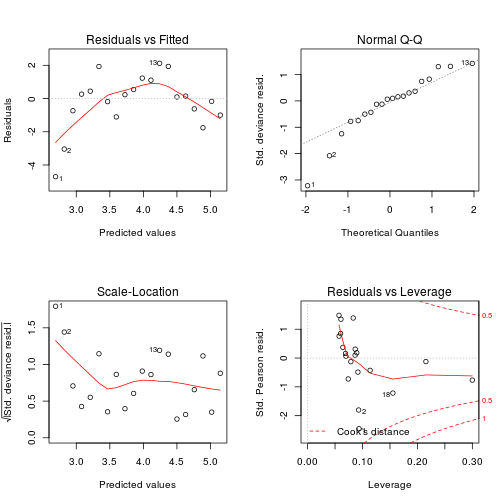 Residuals vs Fitted
Residuals
2
0
-2
-4
13
2
1
3.0 3.5 4.0 4.5 5.0
Predicted values
Normal Q-Q
Std. deviance resid.
1
0
-1
-2
-3
13
2
1
-2 -1 0 1 2
Theoretical Quantiles
Scale-Location
√|Std. deviance resid.|
1.5
1.0
0.5
0.0
1
2
13
3.0 3.5 4.0 4.5 5.0
Predicted values
Residuals vs Leverage
Std. Pearson resid.
1
0
-1
-2
0.5
0.5
1
18
2
1
Cook's distance
0.00 0.10 0.20 0.30
Leverage